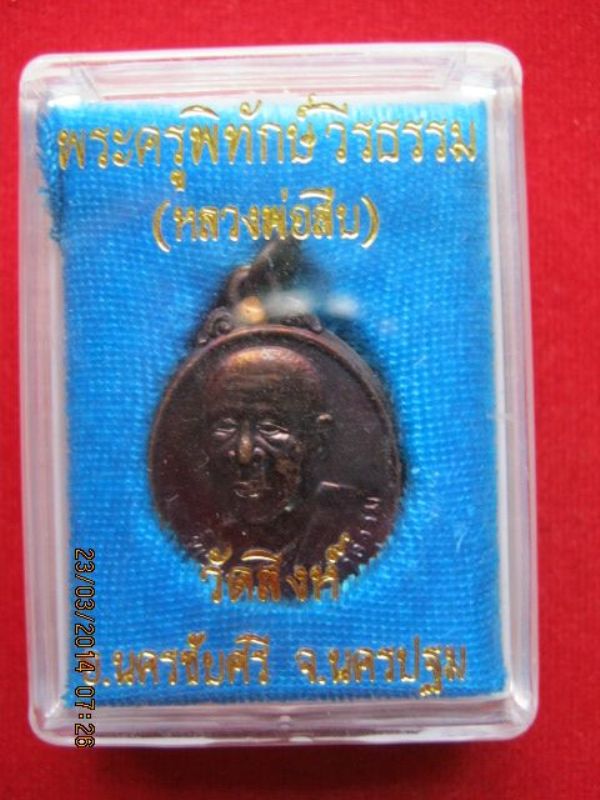 พระครูพิทักษ์วีรธรรม
(หลวงพ่อสืบ)
วัดสิงห์
อ.นครชัยศรี จ.นครปฐม
23/03/2014 07:26